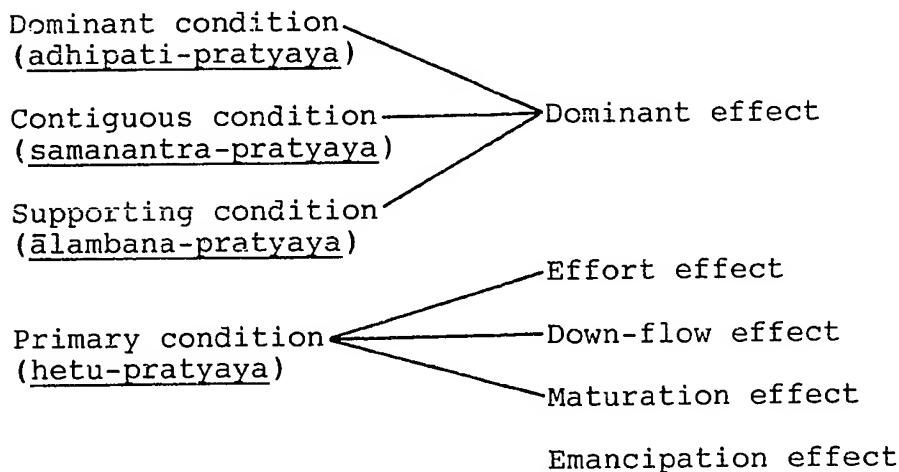 Dominant condition
(adhipati-pratyaya)
Contiguous condition
(samanantra-pratyaya)
Dominant effect
Supporting condition
(ālambana-pratyaya)
Effort effect
Primary condition
(hetu-pratyaya)
Down-flow effect
Maturation effect
Emancipation effect